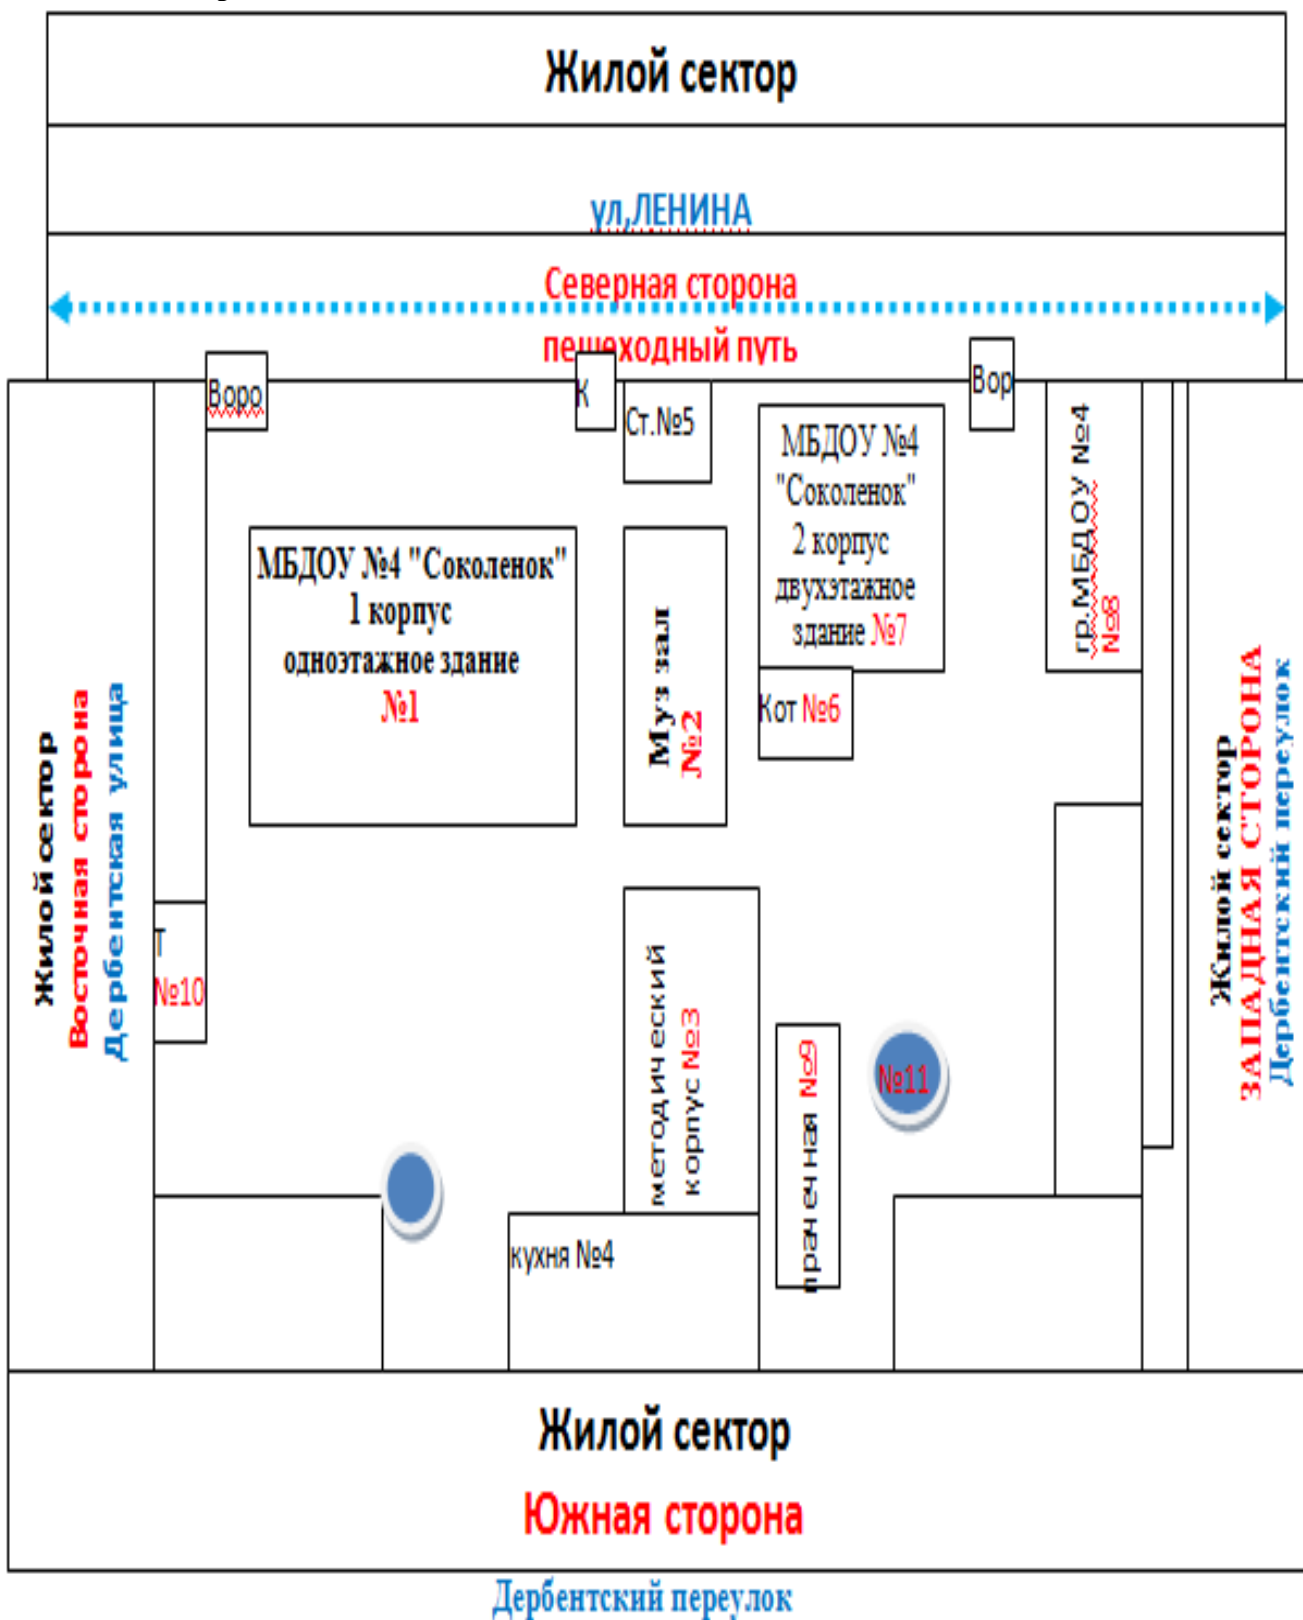 Жилой сектор
ул,ЛЕНИНА
Северная сторона
пешеходный путь
Воро
К
Ст.№5
Вор
МБДОУ №4
"Соколенок"
2 корпус
двухэтажное
здание №7
гр.МБДОУ №4
№8
МБДОУ №4 "Соколенок"
1 корпус
одноэтажное здание
№1
Муз зал
№2
Кот №6
Жилой сектор
Восточная сторона
Дербентская улица
Жилой сектор
ЗАПАДНАЯ СТОРОНА
Дербентский переулок
Т
№10
методический
корпус №3
прачечная №9
№11
кухня №4
Жилой сектор
Южная сторона
Дербентский переулок